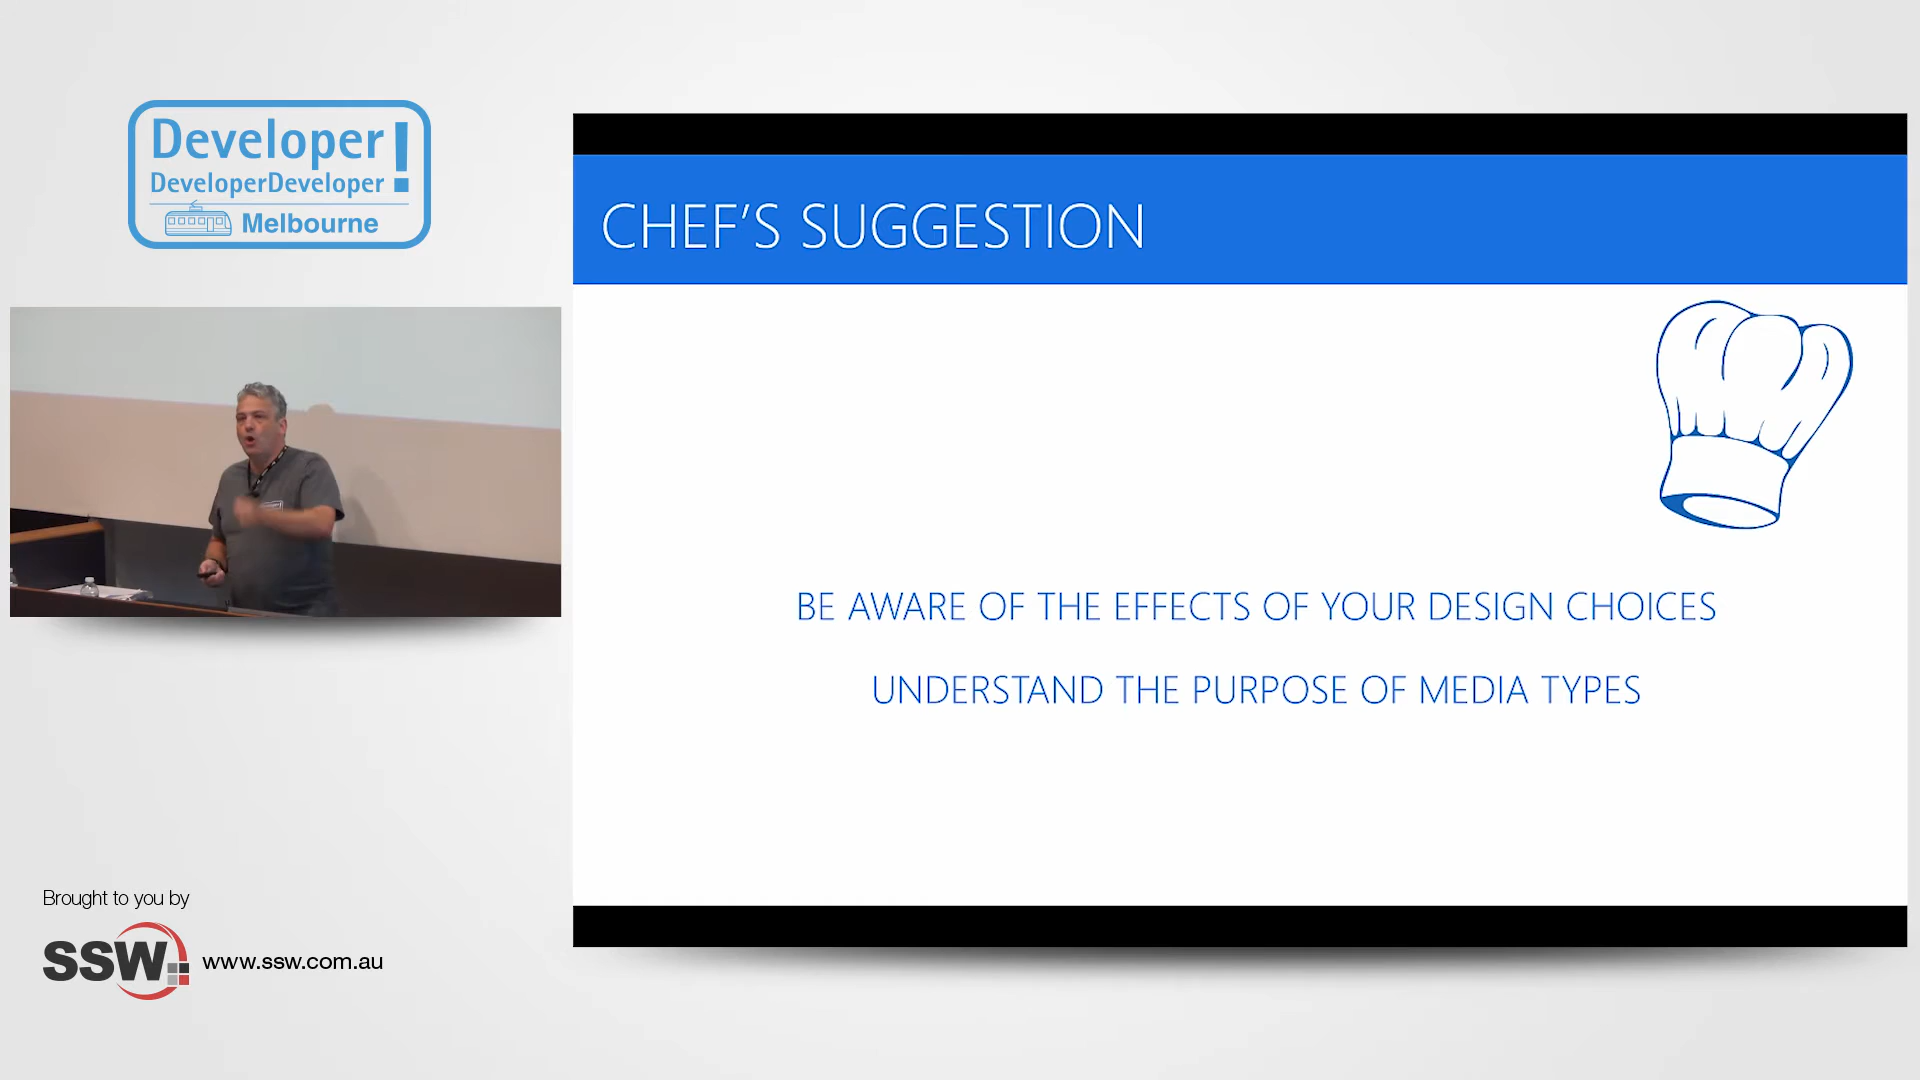 Developer!
DeveloperDeveloper
Melbourne
CHEF'S SUGGESTION
BE AWARE OF THE EFFECTS OF YOUR DESIGN CHOICES
UNDERSTAND THE PURPOSE OF MEDIA TYPES
Brought to you by
SSW
www.ssw.com.au